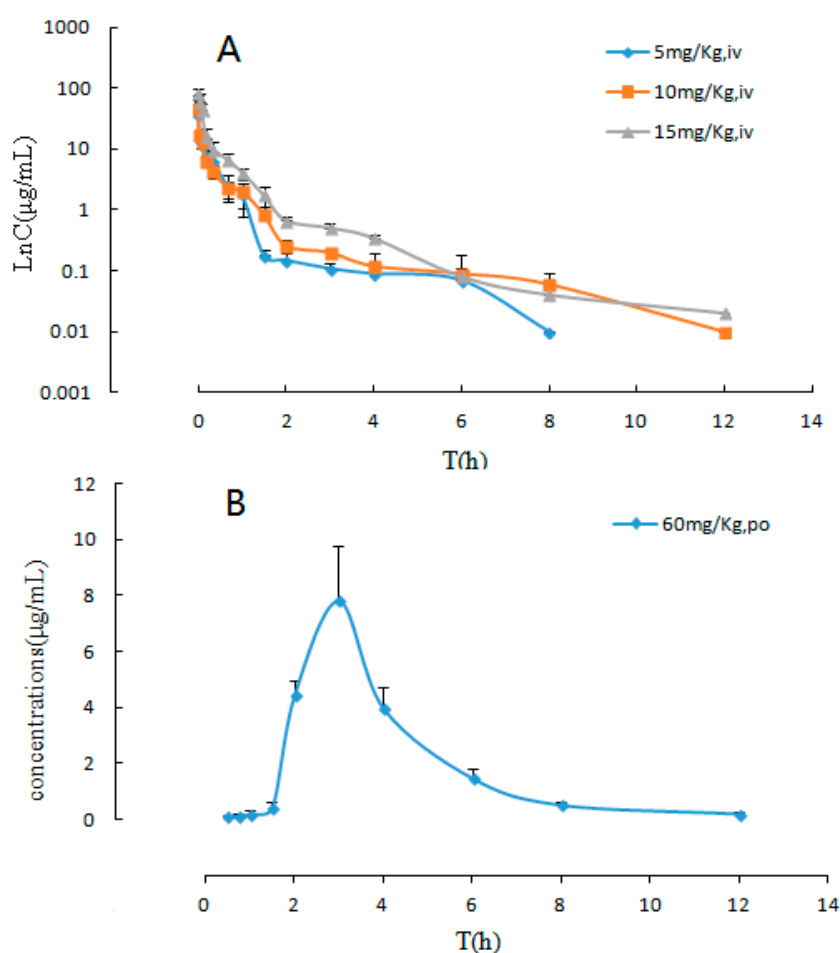 A
5mg/Kg,iv
10mg/Kg,iv
15mg/Kg,iv
LnC(μg/mL)
1000
100
10
1
0.1
0.01
0.001
0 2 4 6 8 10 12 14
T(h)
B
60mg/Kg,po
concentrations(μg/mL)
12
10
8
6
4
2
0
0 2 4 6 8 10 12 14
T(h)